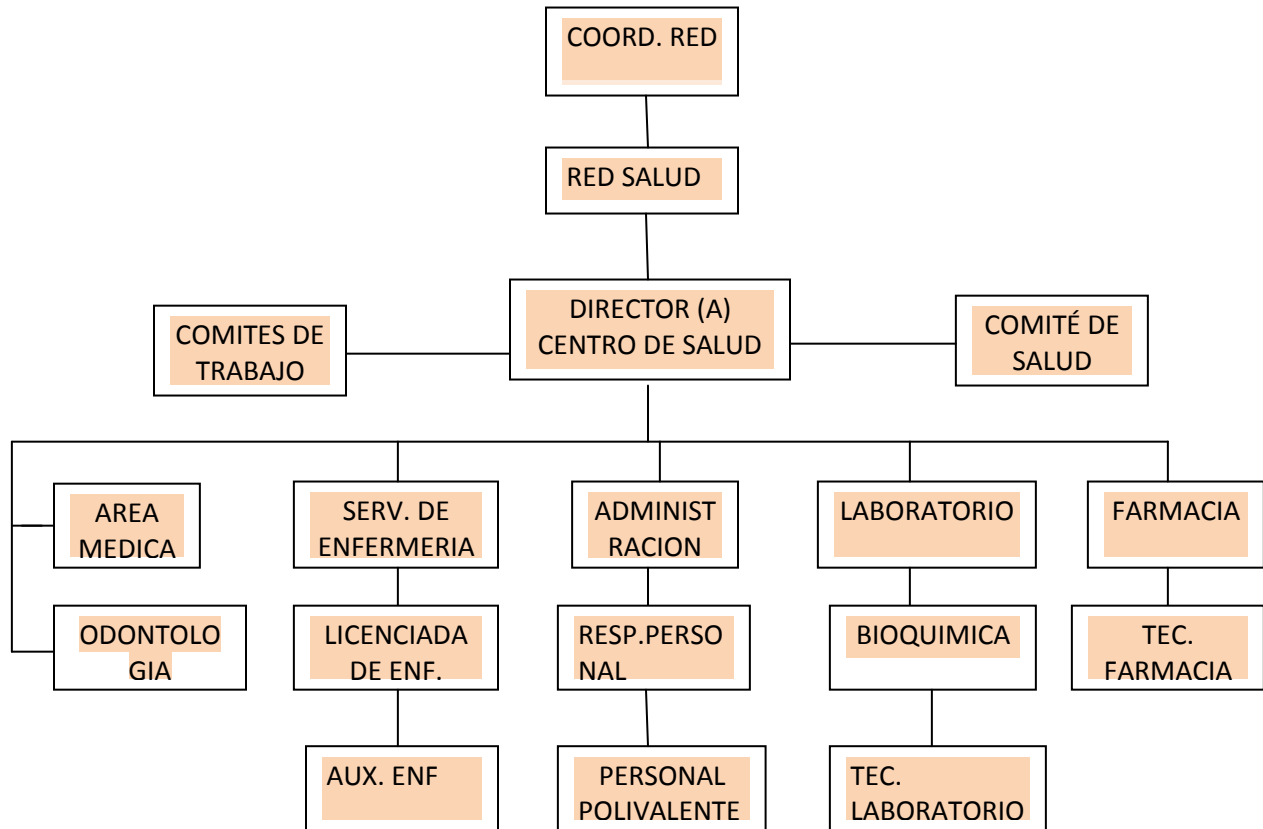 COORD. RED
RED SALUD
DIRECTOR (A)
CENTRO DE SALUD
COMITES DE
TRABAJO
COMITÉ DE
SALUD
AREA
MEDICA
SERV. DE
ENFERMERIA
ADMINIST
RACION
LABORATORIO
FARMACIA
ODONTOLO
GIA
LICENCIADA
DE ENF.
RESP.PERSO
NAL
BIOQUIMICA
TEC.
FARMACIA
AUX. ENF
PERSONAL
POLIVALENTE
TEC.
LABORATORIO